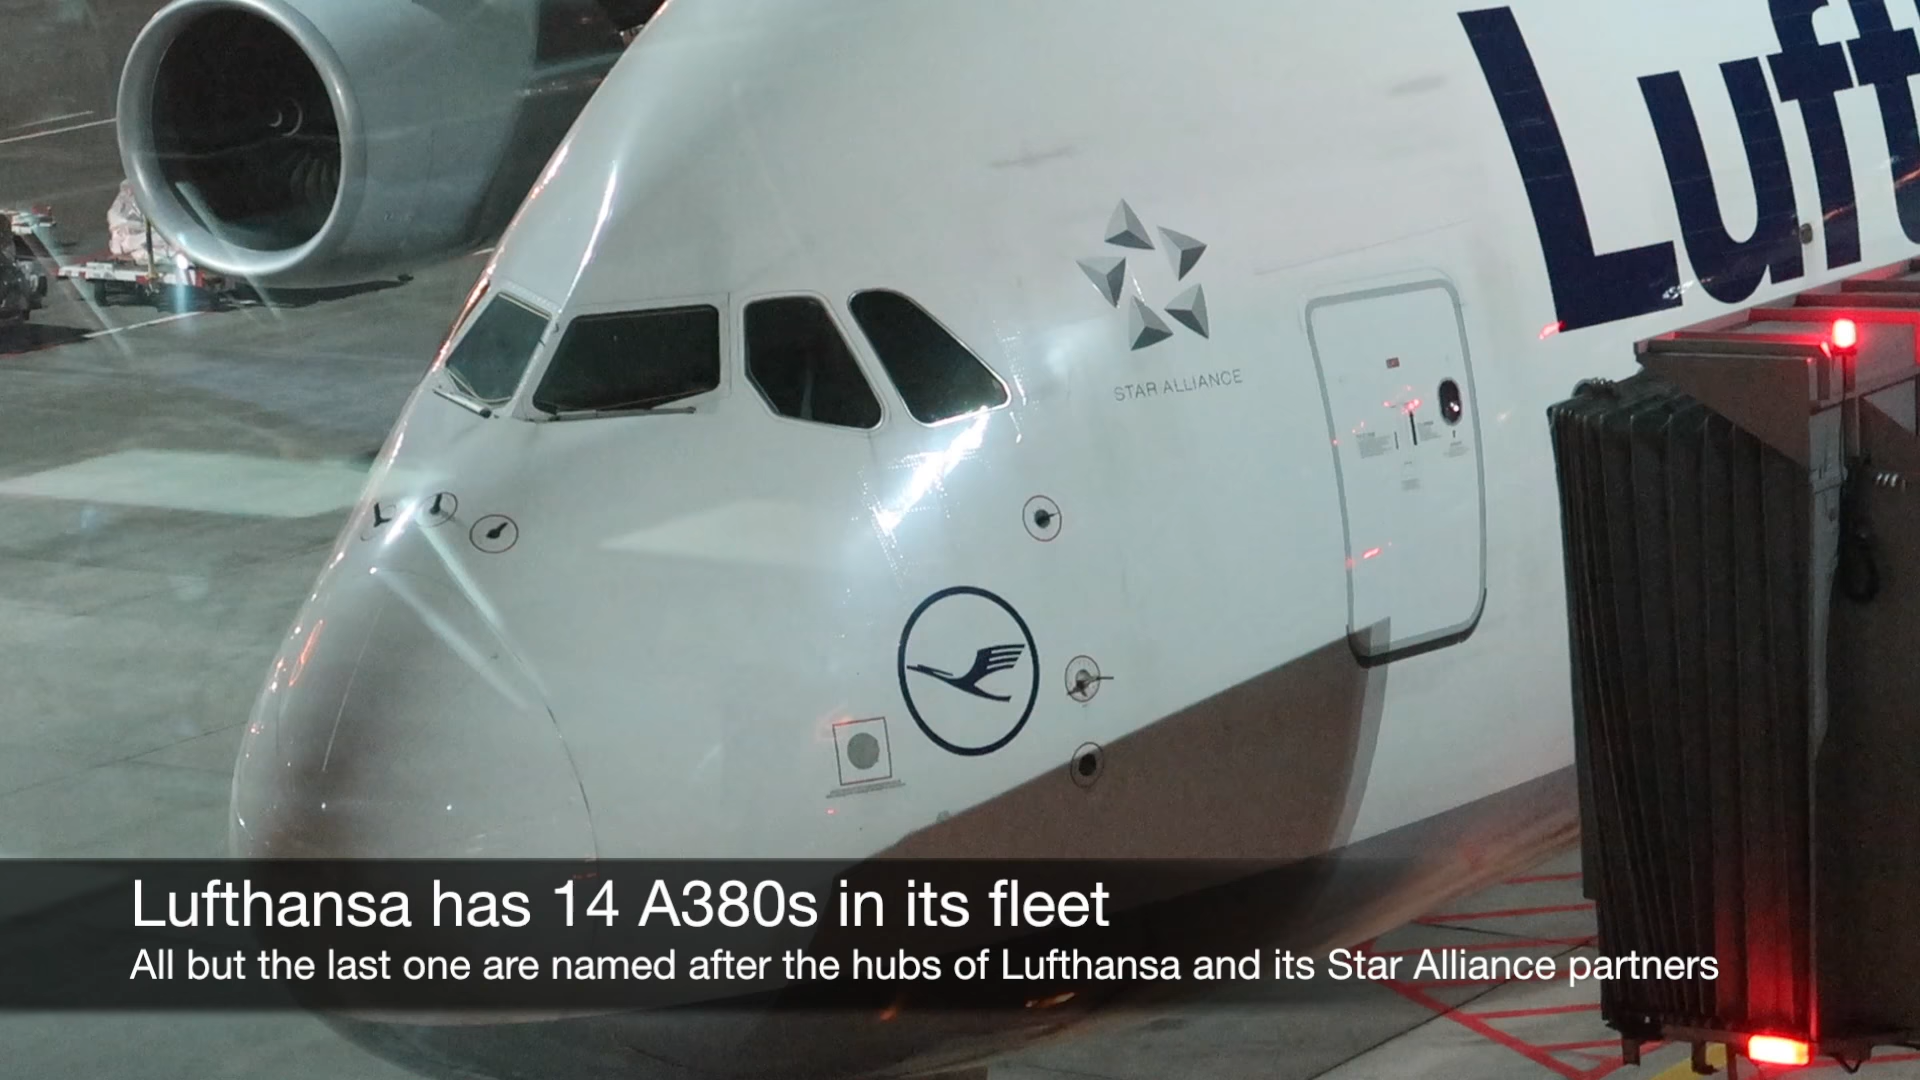 Luft
STAR ALLIANCE
Lufthansa has 14 A380s in its fleet
All but the last one are named after the hubs of Lufthansa and its Star Alliance partners